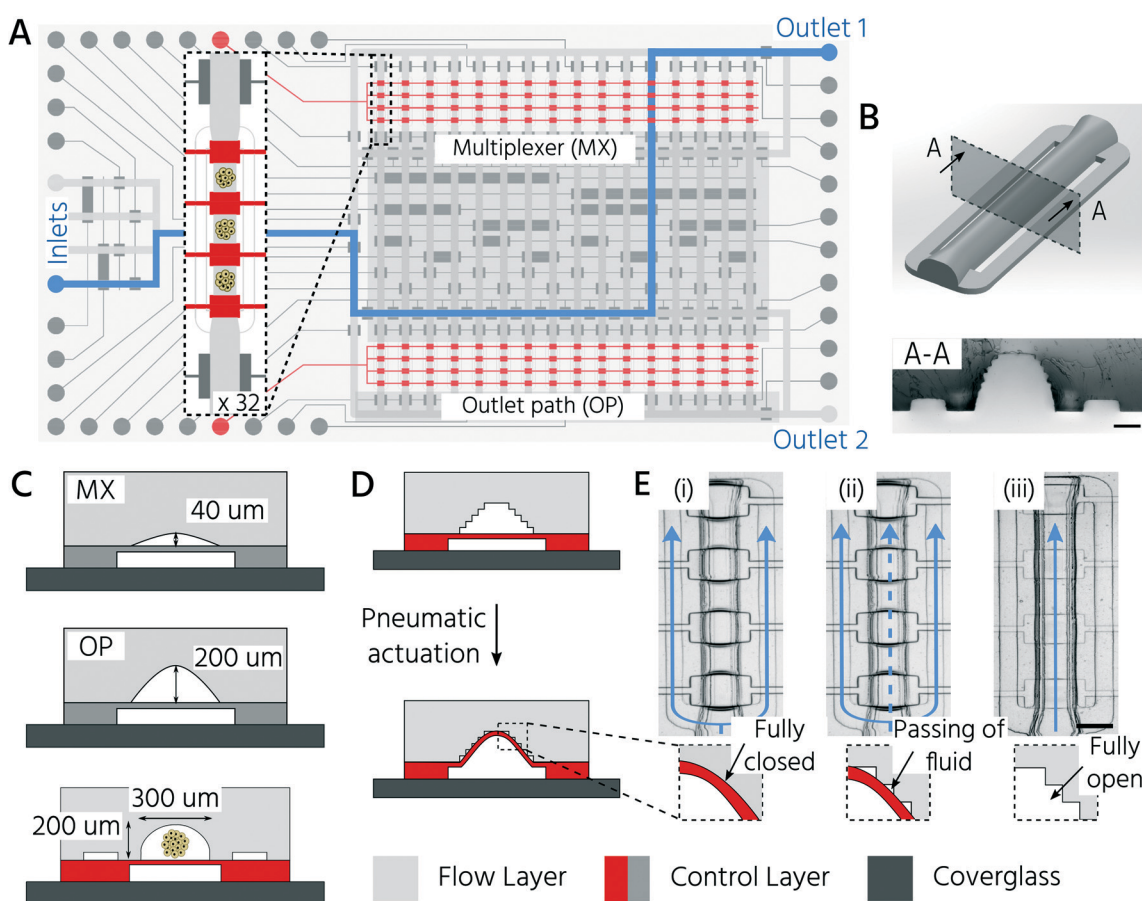 A
Outlet 1
Multiplexer (MX)
Inlets
x 32
Outlet path (OP)
Outlet 2
B
A
A
A-A
C
MX
40 um
OP
200 um
300 um
200 um
D
Pneumatic
actuation
E
(i)
(ii)
(iii)
Fully
closed
Passing of
fluid
Fully
open
Flow Layer
Control Layer
Coverglass